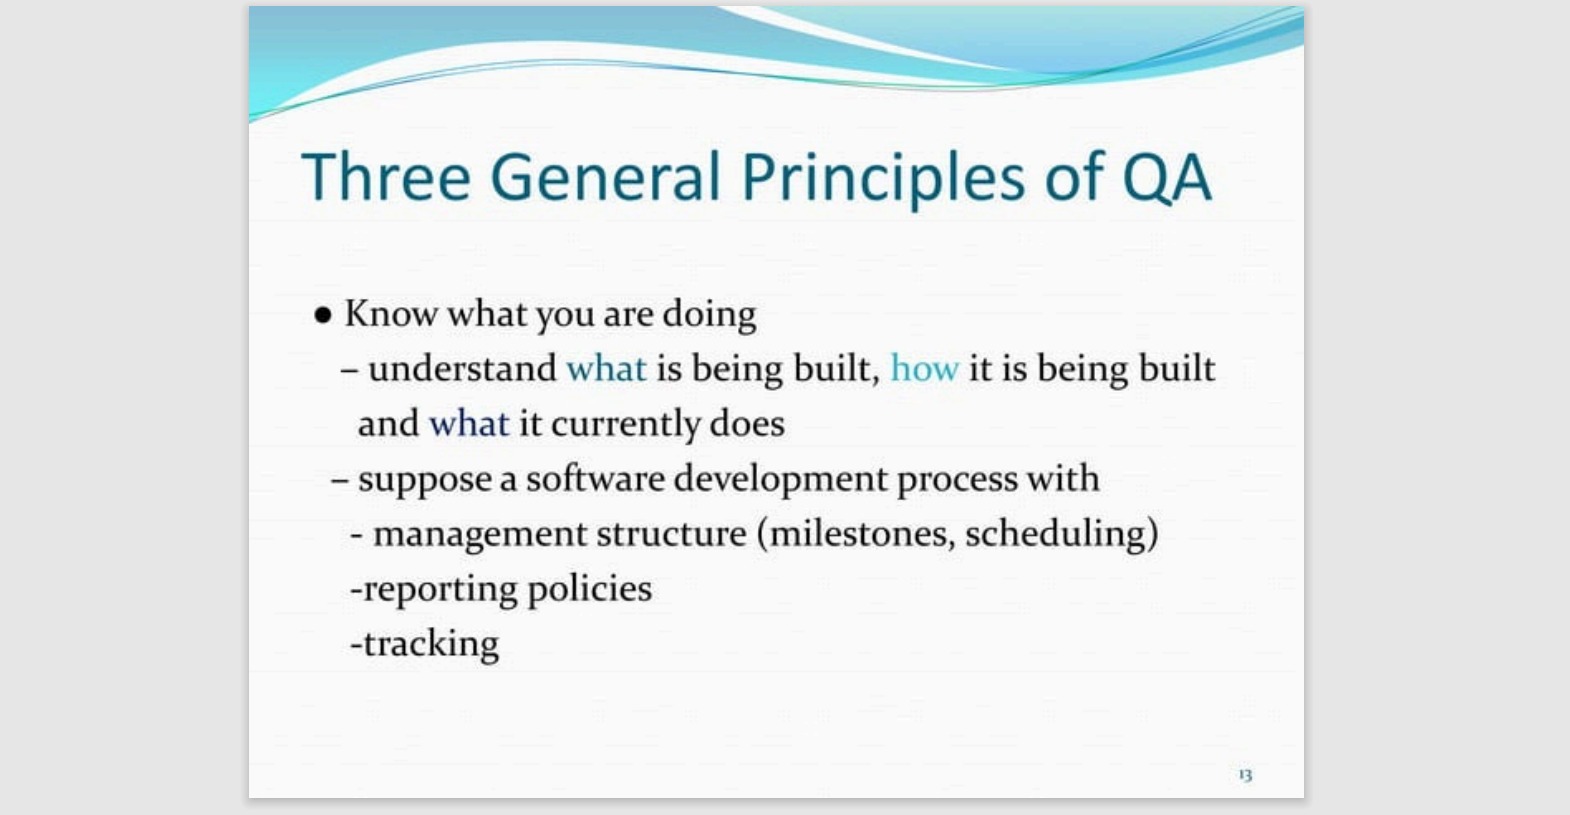 Three General Principles of QA
● Know what you are doing
– understand what is being built, how it is being built
and what it currently does
– suppose a software development process with
- management structure (milestones, scheduling)
-reporting policies
-tracking
13